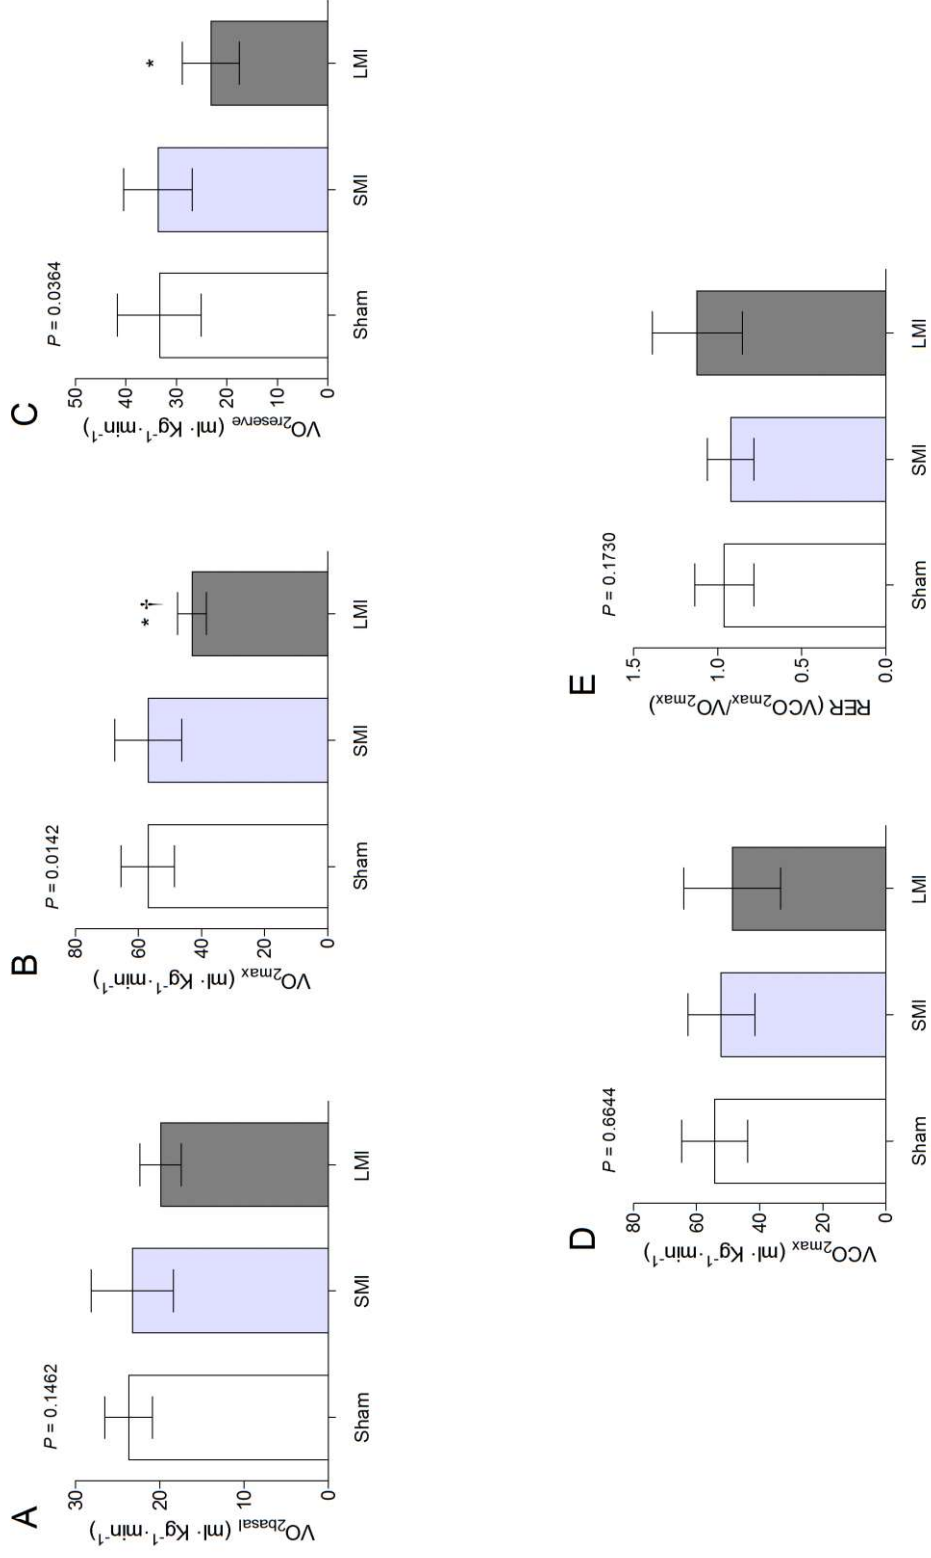 A
P = 0.1462
VO2basal (ml· Kg-1·min-1)
30
20
10
0
Sham
SMI
LMI
B
P = 0.0142
VO2max (ml· Kg-1·min-1)
80
60
40
20
0
* †
Sham
SMI
LMI
C
P = 0.0364
VO2reserve (ml· Kg-1·min-1)
50
40
30
20
10
0
*
Sham
SMI
LMI
D
P = 0.6644
VCO2max (ml· Kg-1·min-1)
80
60
40
20
0
Sham
SMI
LMI
E
P = 0.1730
RER (VCO2max/VO2max)
1.5
1.0
0.5
0.0
Sham
SMI
LMI